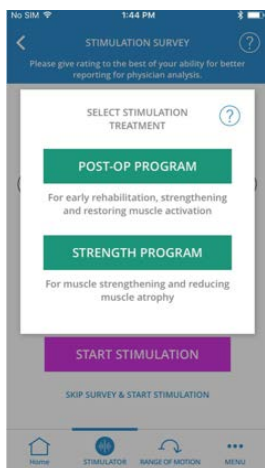 No SIM 1:44 PM
STIMULATION SURVEY
Please give rating to the best of your ability for better
reporting for physician analysis.
SELECT STIMULATION
TREATMENT
?
POST-OP PROGRAM
For early rehabilitation, strengthening
and restoring muscle activation
STRENGTH PROGRAM
For muscle strengthening and reducing
muscle atrophy
START STIMULATION
SKIP SURVEY & START STIMULATION
Home STIMULATOR RANGE OF MOTION MENU